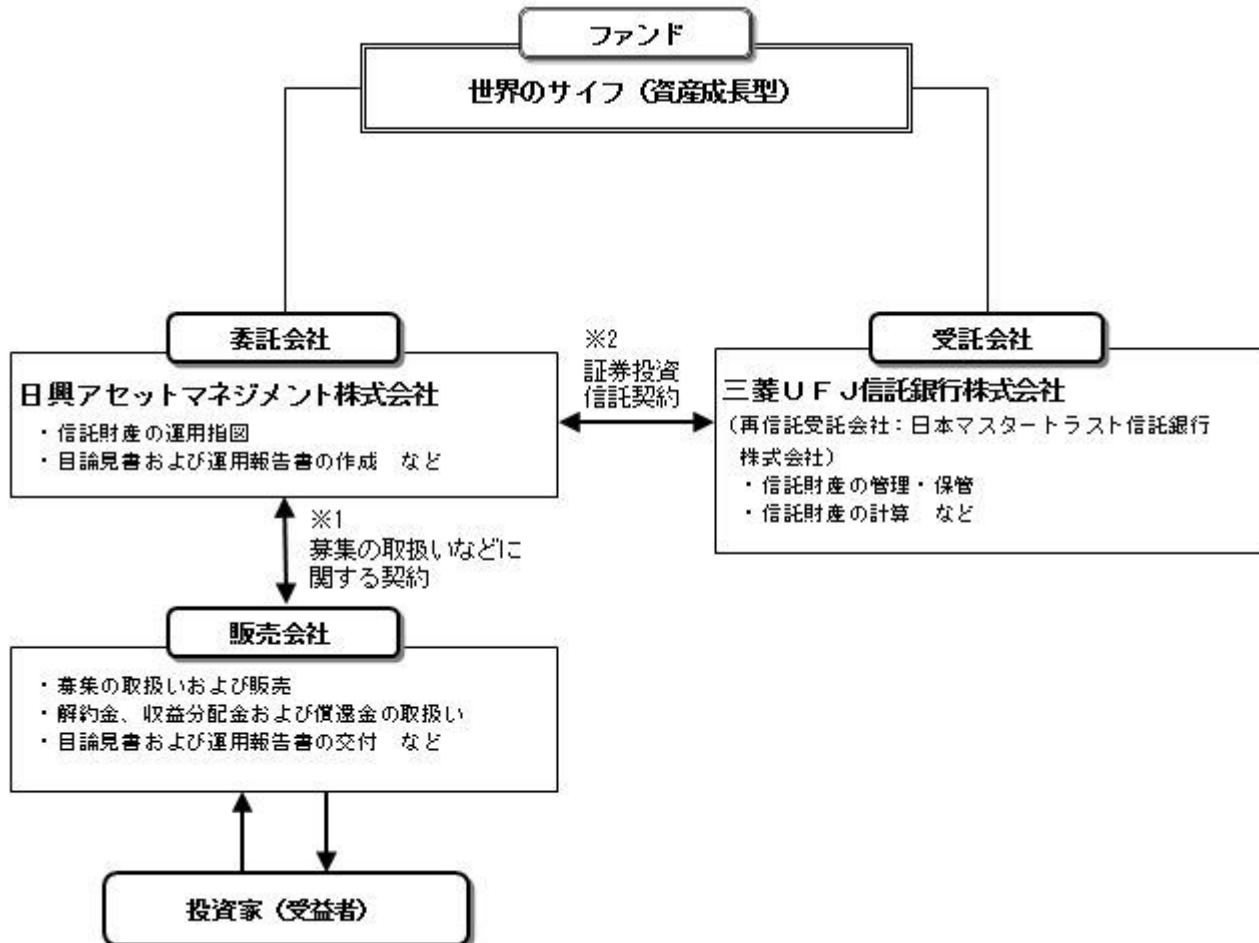 ファンド
世界のサイフ（資産成長型）
委託会社
日興アセットマネジメント株式会社
・信託財産の運用指図
・目論見書および運用報告書の作成　など
※2
証券投資
信託契約
受託会社
三菱ＵＦＪ信託銀行株式会社
（再信託受託会社：日本マスタートラスト信託銀行
株式会社）
・信託財産の管理・保管
・信託財産の計算　など
※1
募集の取扱いなどに
関する契約
販売会社
・募集の取扱いおよび販売
・解約金、収益分配金および償還金の取扱い
・目論見書および運用報告書の交付　など
投資家（受益者）